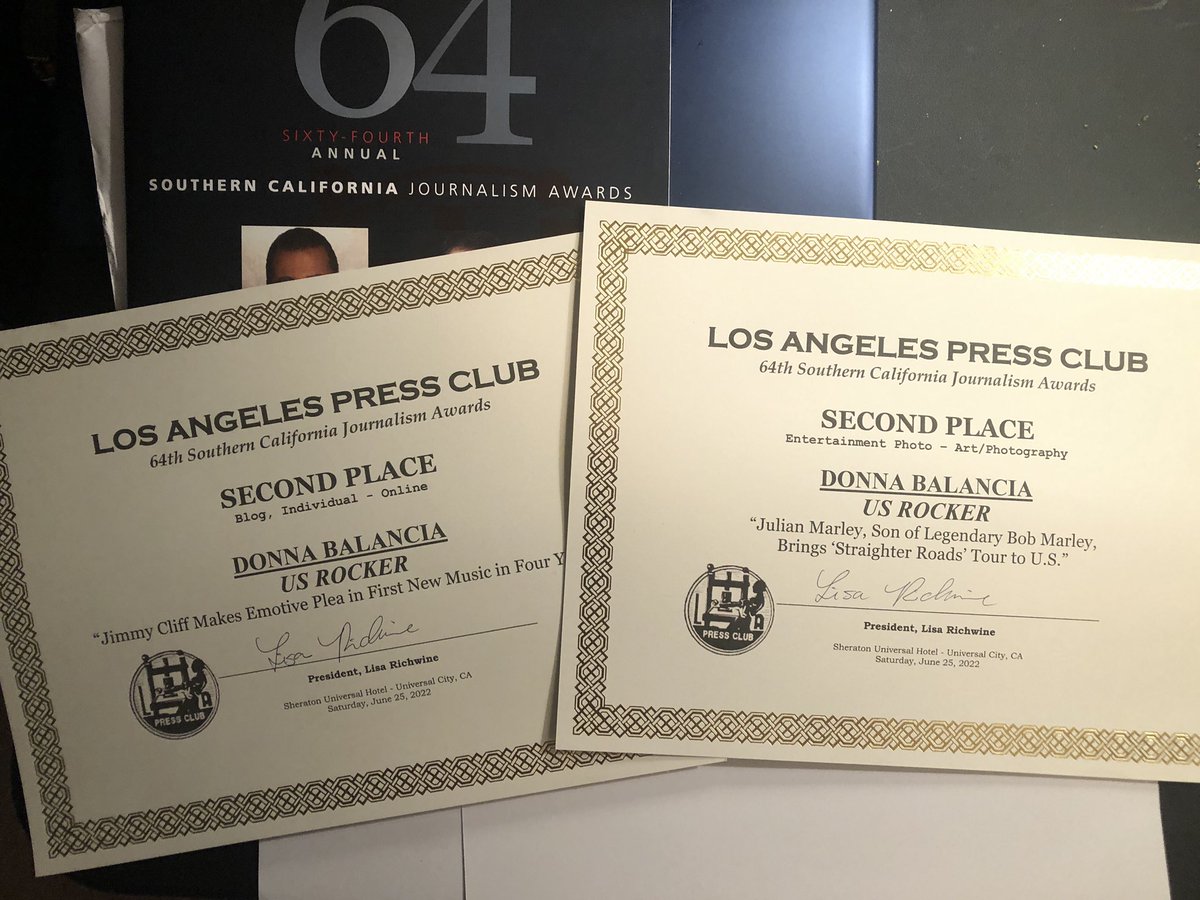 64
SIXTY-FOURTH
ANNUAL
SOUTHERN CALIFORNIA JOURNALISM AWARDS
LOS ANGELES PRESS CLUB
64th Southern California Journalism Awards
SECOND PLACE
Blog, Individual - Online
DONNA BALANCIA
US ROCKER
“Jimmy Cliff Makes Emotive Plea in First New Music in Four Y
Lisa Richwine
President, Lisa Richwine
PRESS CLUB
Sheraton Universal Hotel - Universal City, CA
Saturday, June 25, 2022
LOS ANGELES PRESS CLUB
64th Southern California Journalism Awards
SECOND PLACE
Entertainment Photo - Art/Photography
DONNA BALANCIA
US ROCKER
“Julian Marley, Son of Legendary Bob Marley,
Brings ‘Straighter Roads’ Tour to U.S.”
Lisa Richwine
President, Lisa Richwine
PRESS CLUB
Sheraton Universal Hotel - Universal City, CA
Saturday, June 25, 2022